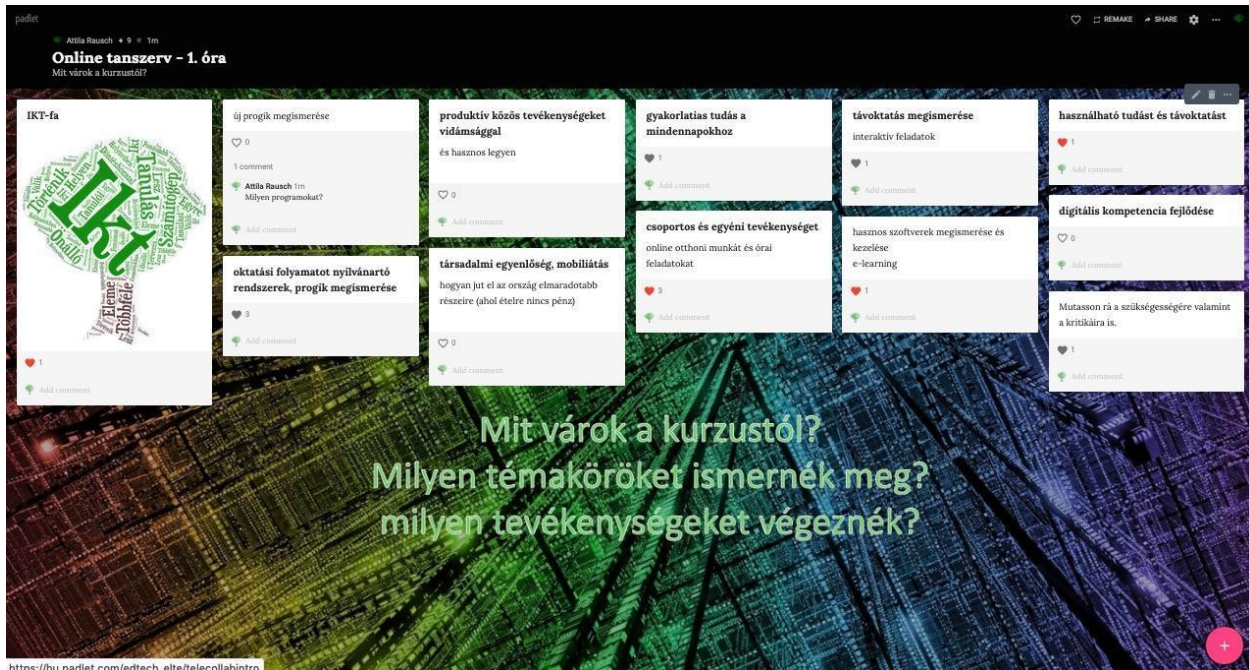 padlet
REMAKE
SHARE
Attila Rausch + 9 1m
Online tanszerv - 1. óra
Mit várok a kurzustól?
IKT-fa
Ikt
Tanulás
Történik
Önálló
Helyen
Válik
Tanulói
Eleme
Többféle
1
Add comment
új progik megismerése
0
1 comment
Attila Rausch 1m
Milyen programokat?
Add comment
oktatási folyamatot nyilvánartó
rendszerek, progik megismerése
3
Add comment
produktív közös tevékenységeket
vidámsággal
és hasznos legyen
0
Add comment
társadalmi egyenlőség, mobiliátás
hogyan jut el az ország elmaradotabb
részeire (ahol ételre nincs pénz)
0
Add comment
gyakorlatias tudás a
mindennapokhoz
1
Add comment
csoportos és egyéni tevékenységet
online otthoni munkát és órai
feladatokat
3
Add comment
távoktatás megismerése
interaktív feladatok
1
Add comment
hasznos szoftverek megismerése és
kezelése
e-learning
1
Add comment
használható tudást és távoktatást
1
Add comment
digitális kompetencia fejlődése
0
Add comment
Mutasson rá a szükségességére valamint
a kritikáira is.
1
Add comment
Mit várok a kurzustól?
Milyen témaköröket ismernék meg?
milyen tevékenységeket végeznék?
https://hu.padlet.com/edtech_elte/telecollabintro